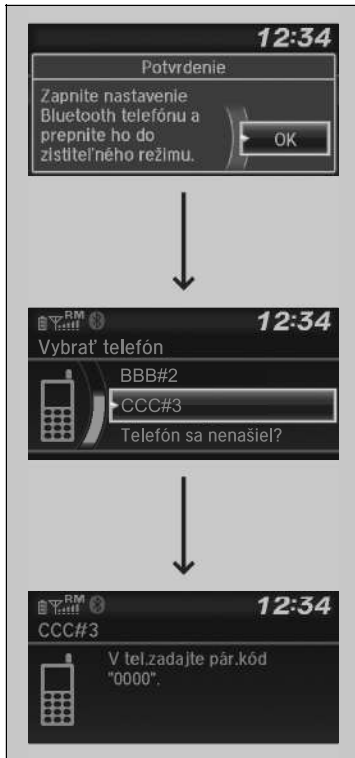 12:34
Potvrdenie
Zapnite nastavenie
Bluetooth telefónu a
prepnite ho do
zistiteľného režimu.
OK
RM
12:34
Vybrať telefón
BBB#2
CCC#3
Telefón sa nenašiel?
RM
12:34
CCC#3
V tel.zadajte pár.kód
"0000".